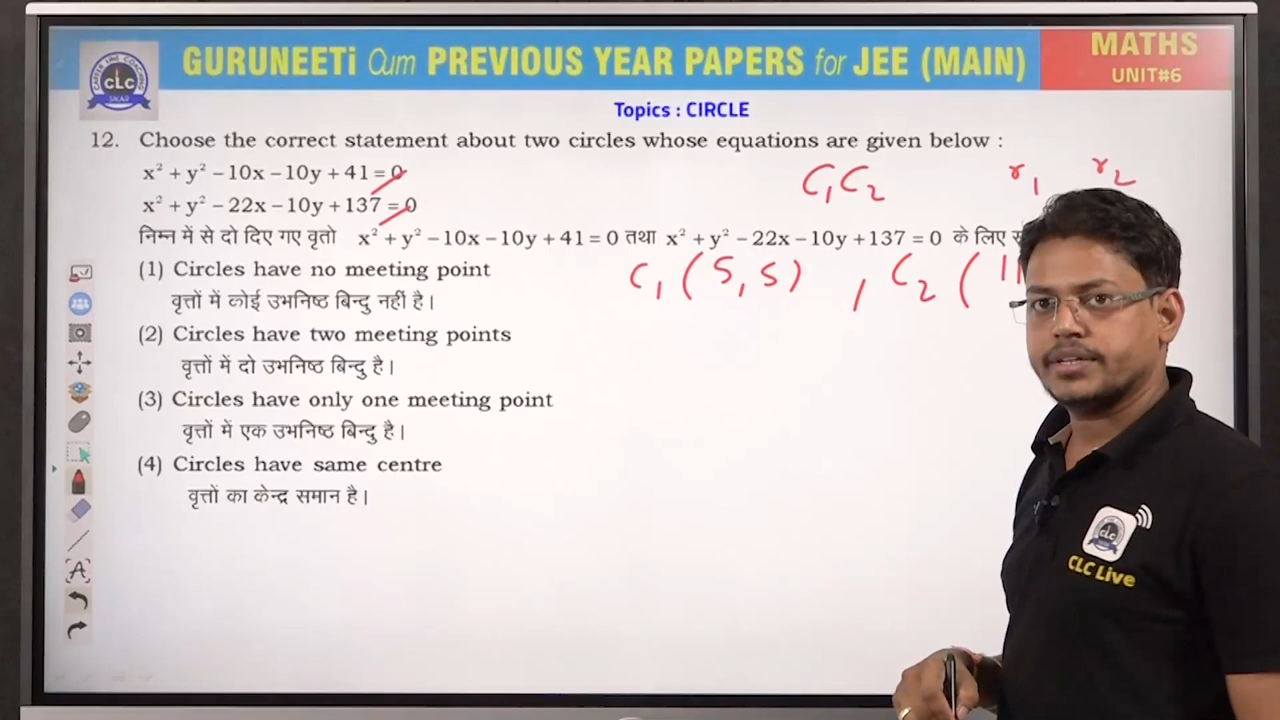 GURUNEETi Cum PREVIOUS YEAR PAPERS for JEE (MAIN)
MATHS
UNIT#6
CLC
SIKAR
Topics : CIRCLE
12. Choose the correct statement about two circles whose equations are given below :
x² + y² – 10x – 10y + 41 = 0
x² + y² – 22x – 10y + 137 = 0
C₁C₂ r₁ r₂
निम्न में से दो दिए गए वृतो x² + y² – 10x – 10y + 41 = 0 तथा x² + y² – 22x – 10y + 137 = 0 के लिए
C₁ (5,5) , C₂ ( 11
(1) Circles have no meeting point
वृत्तों में कोई उभनिष्ठ बिन्दु नहीं है।
(2) Circles have two meeting points
वृत्तों में दो उभनिष्ठ बिन्दु है।
(3) Circles have only one meeting point
वृत्तों में एक उभनिष्ठ बिन्दु है।
(4) Circles have same centre
वृत्तों का केन्द्र समान है।
A
CLC
CLC Live